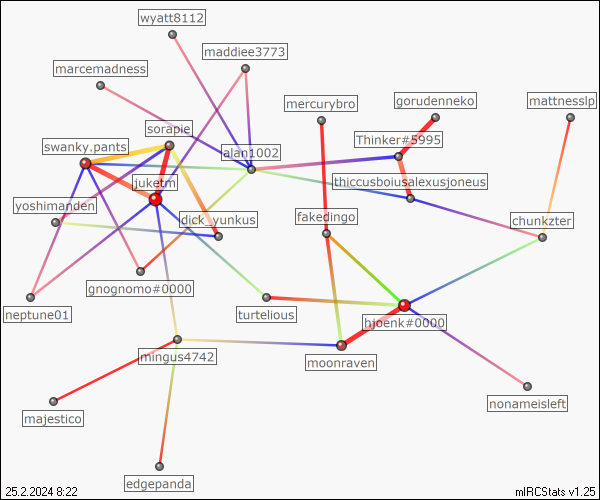 wyatt8112
maddiee3773
marcemadness
mercurybro
gorudenneko
mattnesslp
sorapie
swanky.pants
alan1002
Thinker#5995
juketm
thiccusboiusalexusjoneus
yoshimanden
dick_yunkus
fakedingo
chunkzter
gnognomo#0000
neptune01
turtelious
hjoenk#0000
mingus4742
moonraven
majestico
nonameisleft
edgepanda
25.2.2024 8:22
mIRCStats v1.25